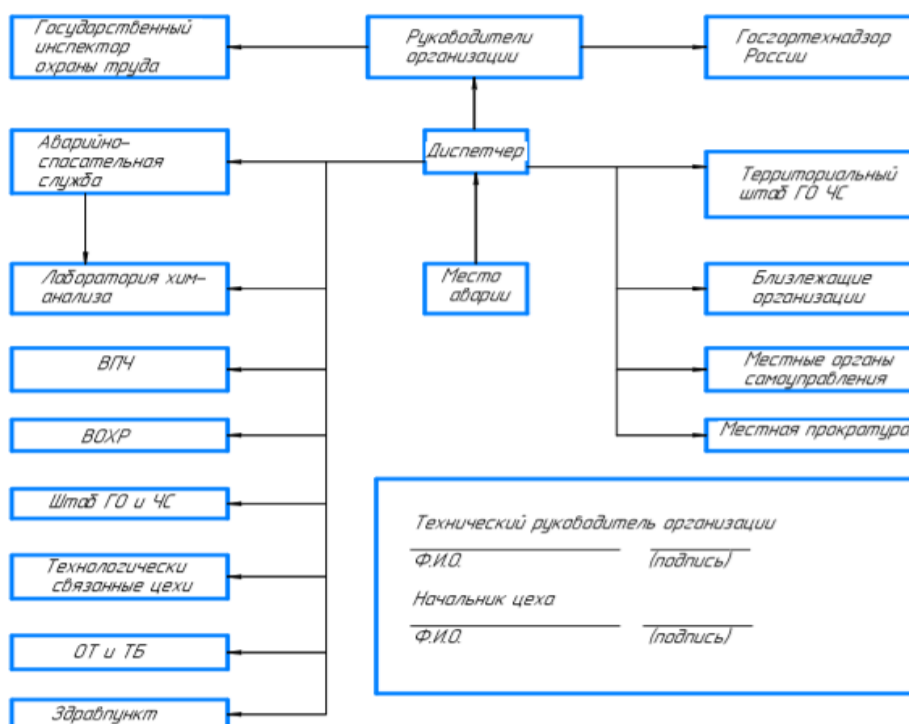 Государственный
инспектор
охраны труда
Руководители
организации
Госгортехнадзор
России
Аварийно-
спасательная
служба
Диспетчер
Территориальный
штаб ГО ЧС
Лаборатория хим-
анализа
Место
аварии
Близлежащие
организации
ВПЧ
Местные органы
самоуправления
ВОХР
Местная прократура
Штаб ГО и ЧС
Технический руководитель организации
Ф.И.О. (подпись)
Начальник цеха
Ф.И.О. (подпись)
Технологически
связанные цехи
ОТ и ТБ
Здравпункт